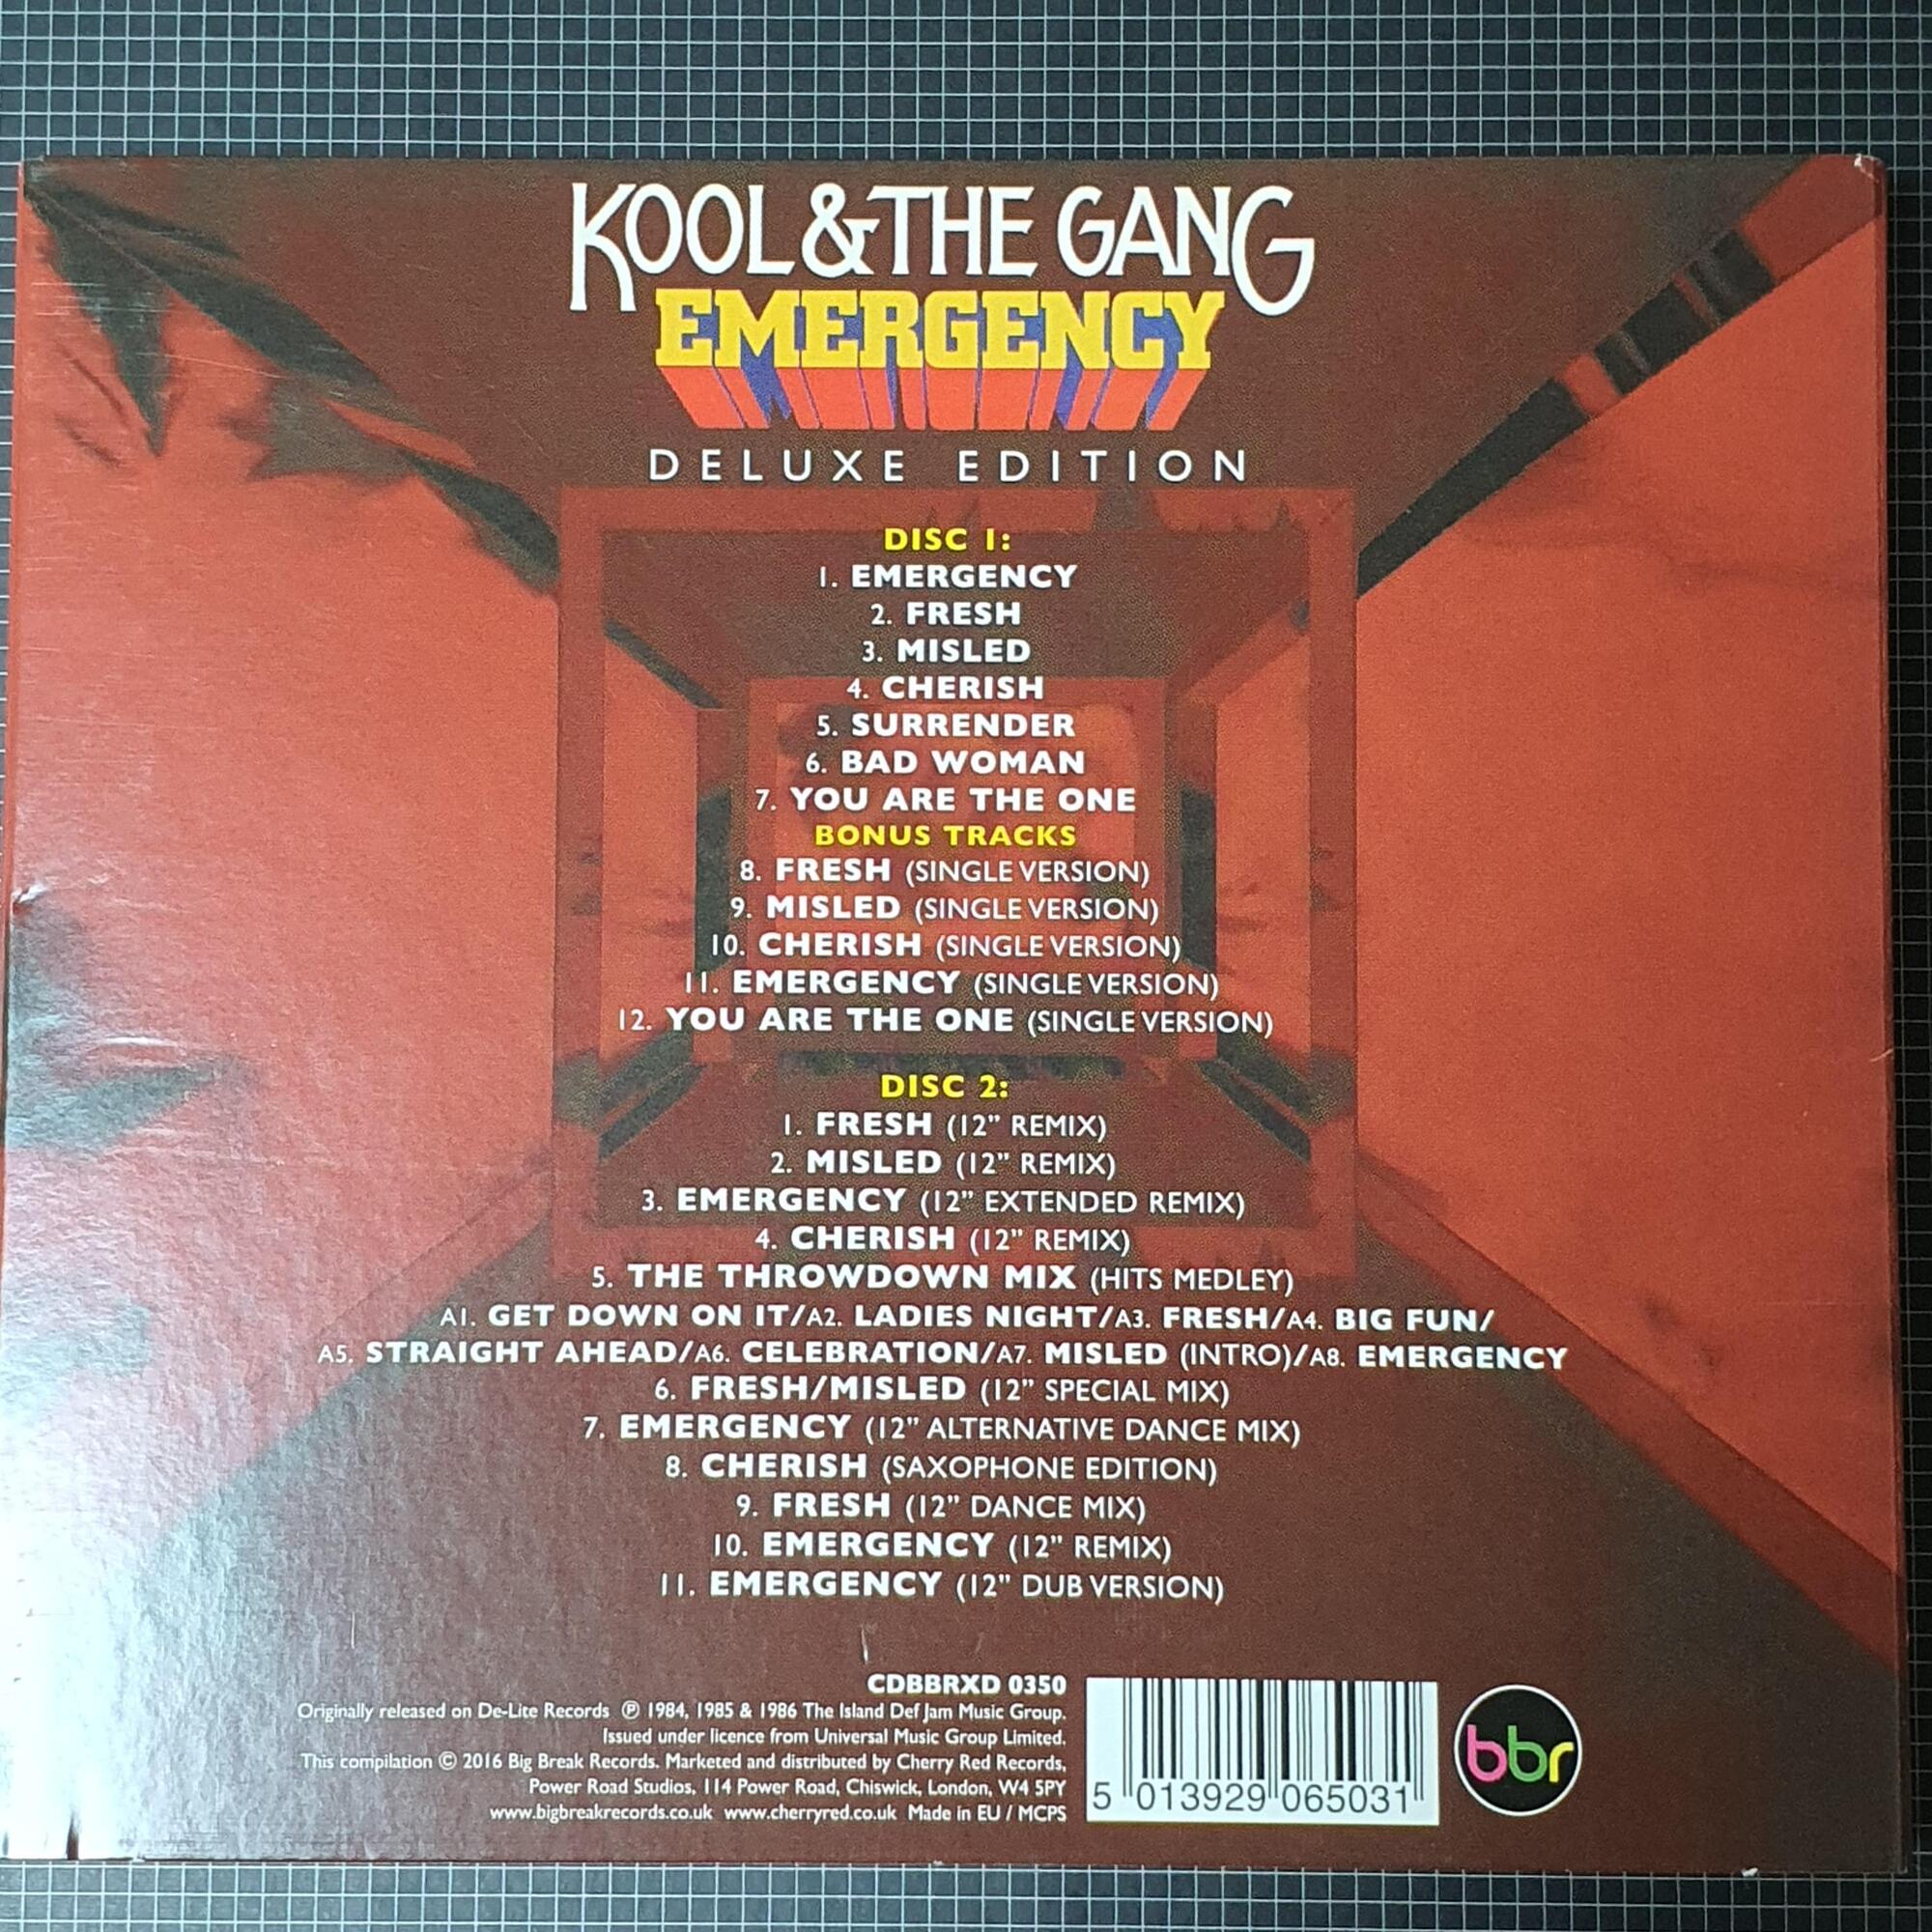 KOOL & THE GANG
EMERGENCY
DELUXE EDITION
DISC 1:
1. EMERGENCY
2. FRESH
3. MISLED
4. CHERISH
5. SURRENDER
6. BAD WOMAN
7. YOU ARE THE ONE
BONUS TRACKS
8. FRESH (SINGLE VERSION)
9. MISLED (SINGLE VERSION)
10. CHERISH (SINGLE VERSION)
11. EMERGENCY (SINGLE VERSION)
12. YOU ARE THE ONE (SINGLE VERSION)
DISC 2:
1. FRESH (12” REMIX)
2. MISLED (12” REMIX)
3. EMERGENCY (12” EXTENDED REMIX)
4. CHERISH (12” REMIX)
5. THE THROWDOWN MIX (HITS MEDLEY)
A1. GET DOWN ON IT/A2. LADIES NIGHT/A3. FRESH/A4. BIG FUN/
A5. STRAIGHT AHEAD/A6. CELEBRATION/A7. MISLED (INTRO)/A8. EMERGENCY
6. FRESH/MISLED (12” SPECIAL MIX)
7. EMERGENCY (12” ALTERNATIVE DANCE MIX)
8. CHERISH (SAXOPHONE EDITION)
9. FRESH (12” DANCE MIX)
10. EMERGENCY (12” REMIX)
11. EMERGENCY (12" DUB VERSION)
CDBBRXD 0350
Originally released on De-Lite Records ℗ 1984, 1985 & 1986 The Island Def Jam Music Group.
Issued under licence from Universal Music Group Limited.
This compilation © 2016 Big Break Records. Marketed and distributed by Cherry Red Records,
Power Road Studios, 114 Power Road, Chiswick, London, W4 5PY
www.bigbreakrecords.co.uk www.cherryred.co.uk Made in EU / MCPS
5 013929 065031
bbr